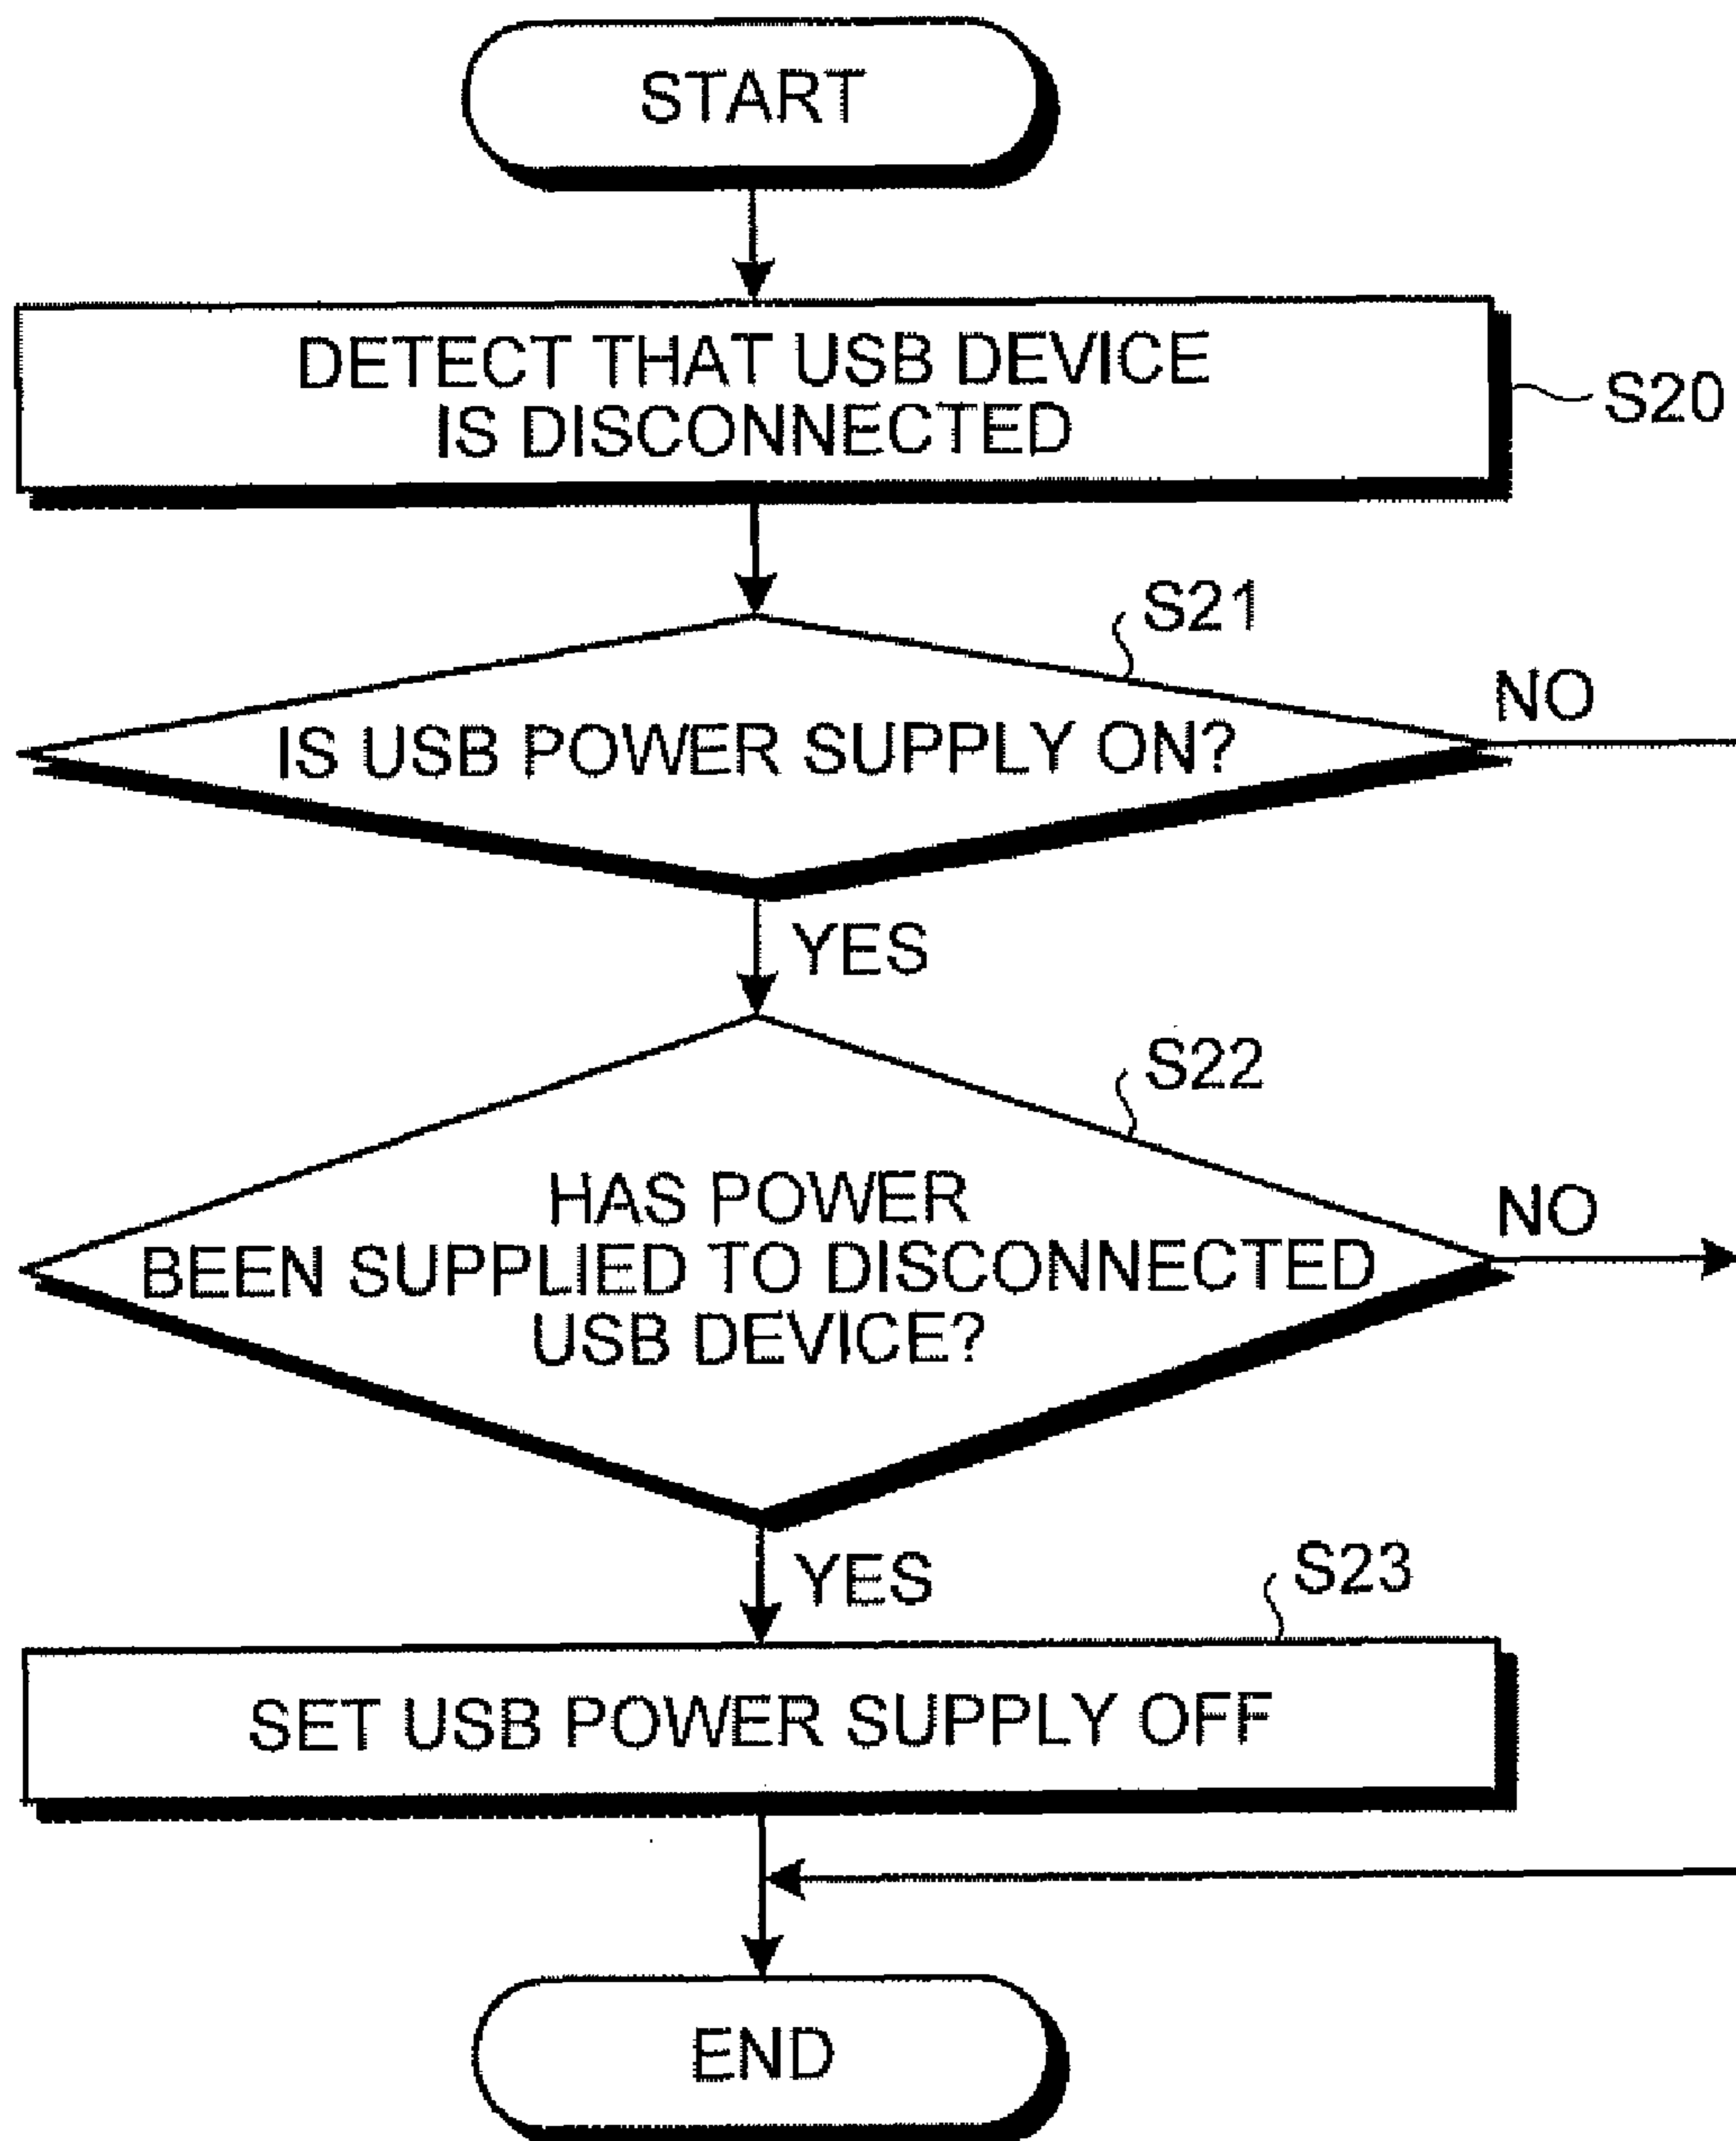 START
DETECT THAT USB DEVICE
IS DISCONNECTED
S20
S21
IS USB POWER SUPPLY ON?
NO
YES
S22
HAS POWER
BEEN SUPPLIED TO DISCONNECTED
USB DEVICE?
NO
YES
S23
SET USB POWER SUPPLY OFF
END